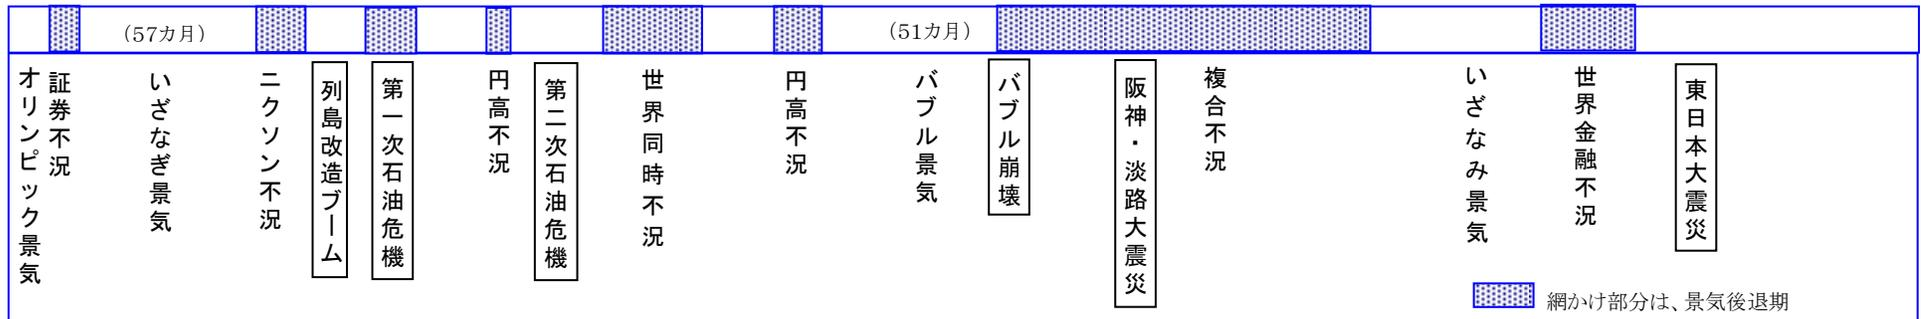 （57カ月）
（51カ月）
オリンピック景気
証券不況
いざなぎ景気
ニクソン不況
列島改造ブーム
第一次石油危機
円高不況
第二次石油危機
世界同時不況
円高不況
バブル景気
バブル崩壊
阪神・淡路大震災
複合不況
いざなみ景気
世界金融不況
東日本大震災
網かけ部分は、景気後退期